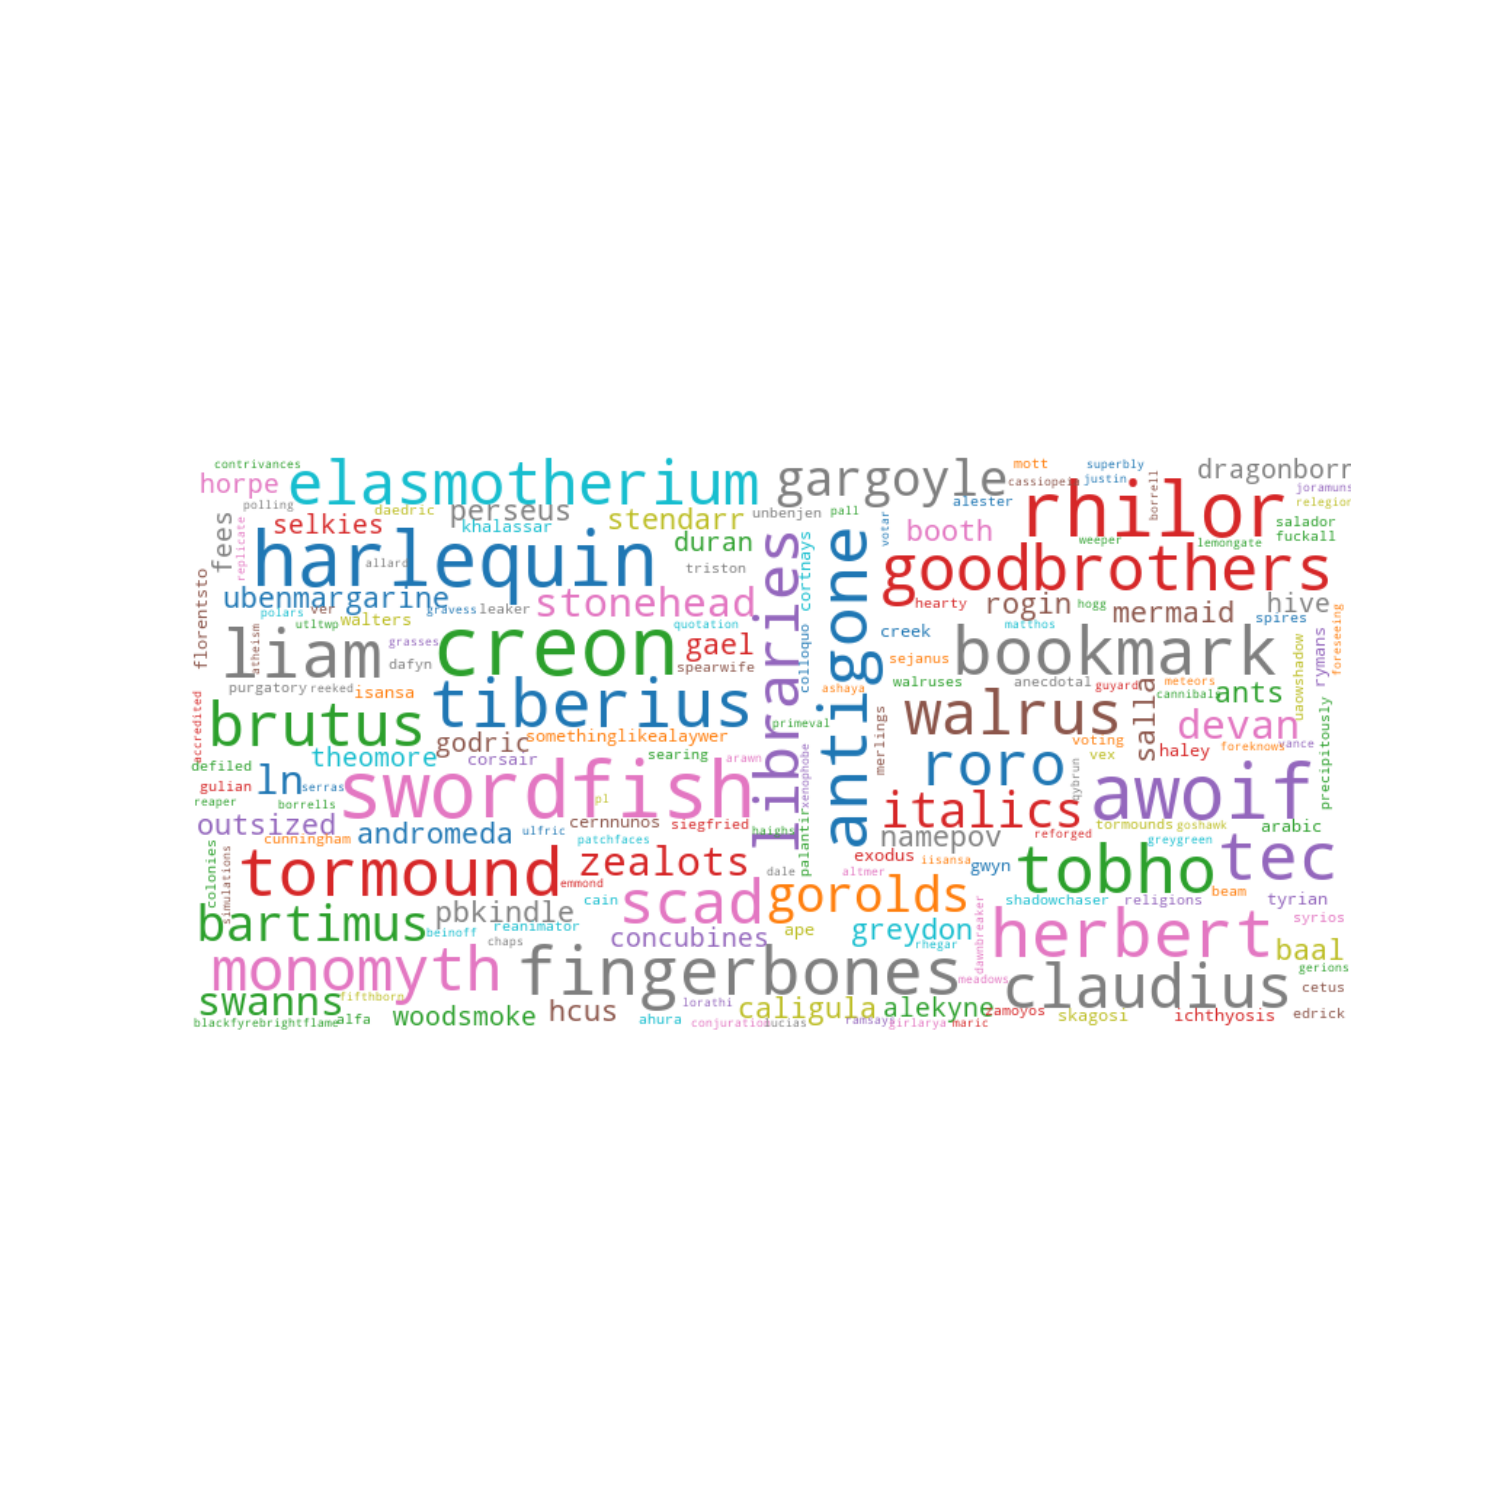 contrivances
elasmotherium
gargoyle
mott
superbly
dragonborr
horpe
cassiopeia
justin
borrell
joramuns
polling
daedric
perseus
unbenjen
pall
alester
rhilor
relegior
fees
replicate
selkies
khalassar
stendarr
votar
booth
salador
fuckall
harlequin
allard
duran
triston
libraries
cortnays
antigone
weeper
lemongate
goodbrothers
florentsto
ubenmargarine
polars
ver
gravess
leaker
stonehead
hearty
rogin
hogg
mermaid
hive
spires
foreseeing
utltwp
walters
quotation
creek
matthos
atheism
liam
grasses
dafyn
creon
gael
spearwife
colloquo
sejanus
bookmark
uaowshadow
rymans
purgatory
reeked
isansa
ashaya
walruses
anecdotal
guyard
meteors
cannibals
ants
accredited
brutus
tiberius
primeval
merlings
walrus
salla
devan
precipitously
godric
somethinglikealaywer
voting
vex
haley
foreknows
vance
defiled
theomore
corsair
searing
arawn
xenophobe
roro
qybrun
gulian
ln
serras
swordfish
pl
awoif
reaper
borrells
palantir
italics
outsized
cunningham
andromeda
ulfric
cernnunos
siegfried
haighs
namepov
reforged
tormounds
goshawk
arabic
patchfaces
greygreen
colonies
simulations
tormound
emmond
zealots
dale
exodus
altmer
iisansa
gwyn
tobho
tec
beam
cain
scad
gorolds
shadowchaser
religions
tyrian
bartimus
pbkindle
beinoff
reanimator
chaps
concubines
ape
greydon
rhegar
dawnbreaker
herbert
syrios
baal
monomyth
fingerbones
meadows
claudius
gerions
cetus
swanns
fifthborn
lorathi
caligula
alekyne
zamoyos
blackfyrebrightflame
alfa
woodsmoke
hcus
ahura
conjuration
lucias
ramsays
girlarya
maric
skagosi
ichthyosis
edrick